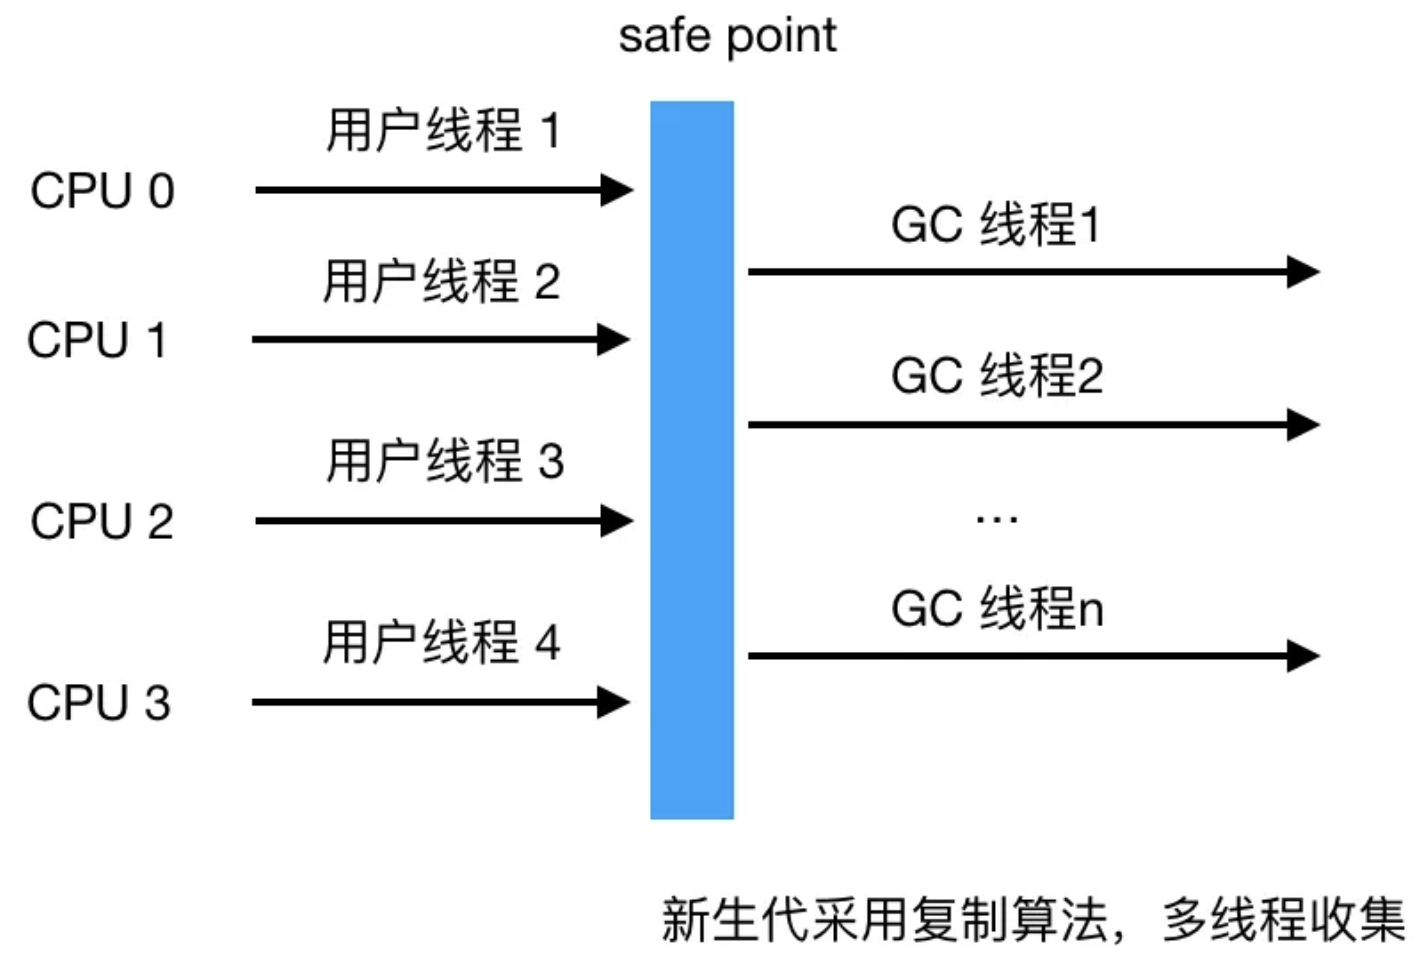 safe point
用户线程 1
CPU 0
GC 线程1
用户线程 2
CPU 1
GC 线程2
用户线程 3
CPU 2
...
GC 线程n
用户线程 4
CPU 3
新生代采用复制算法，多线程收集